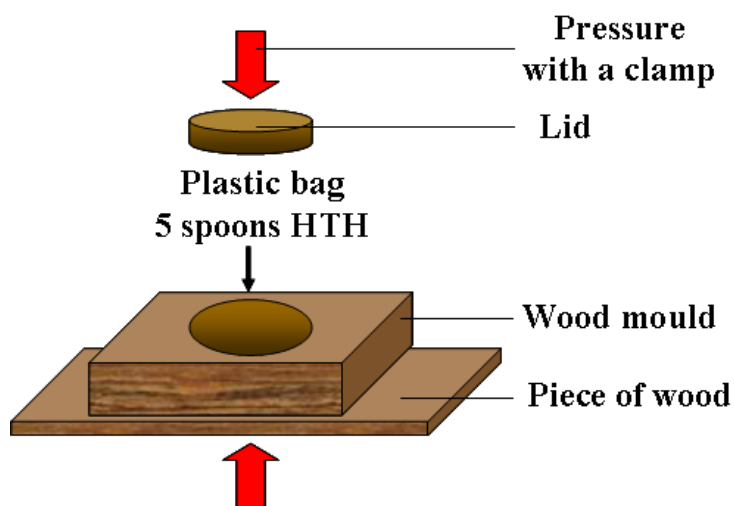 Pressure
with a clamp
Lid
Plastic bag
5 spoons HTH
Wood mould
Piece of wood